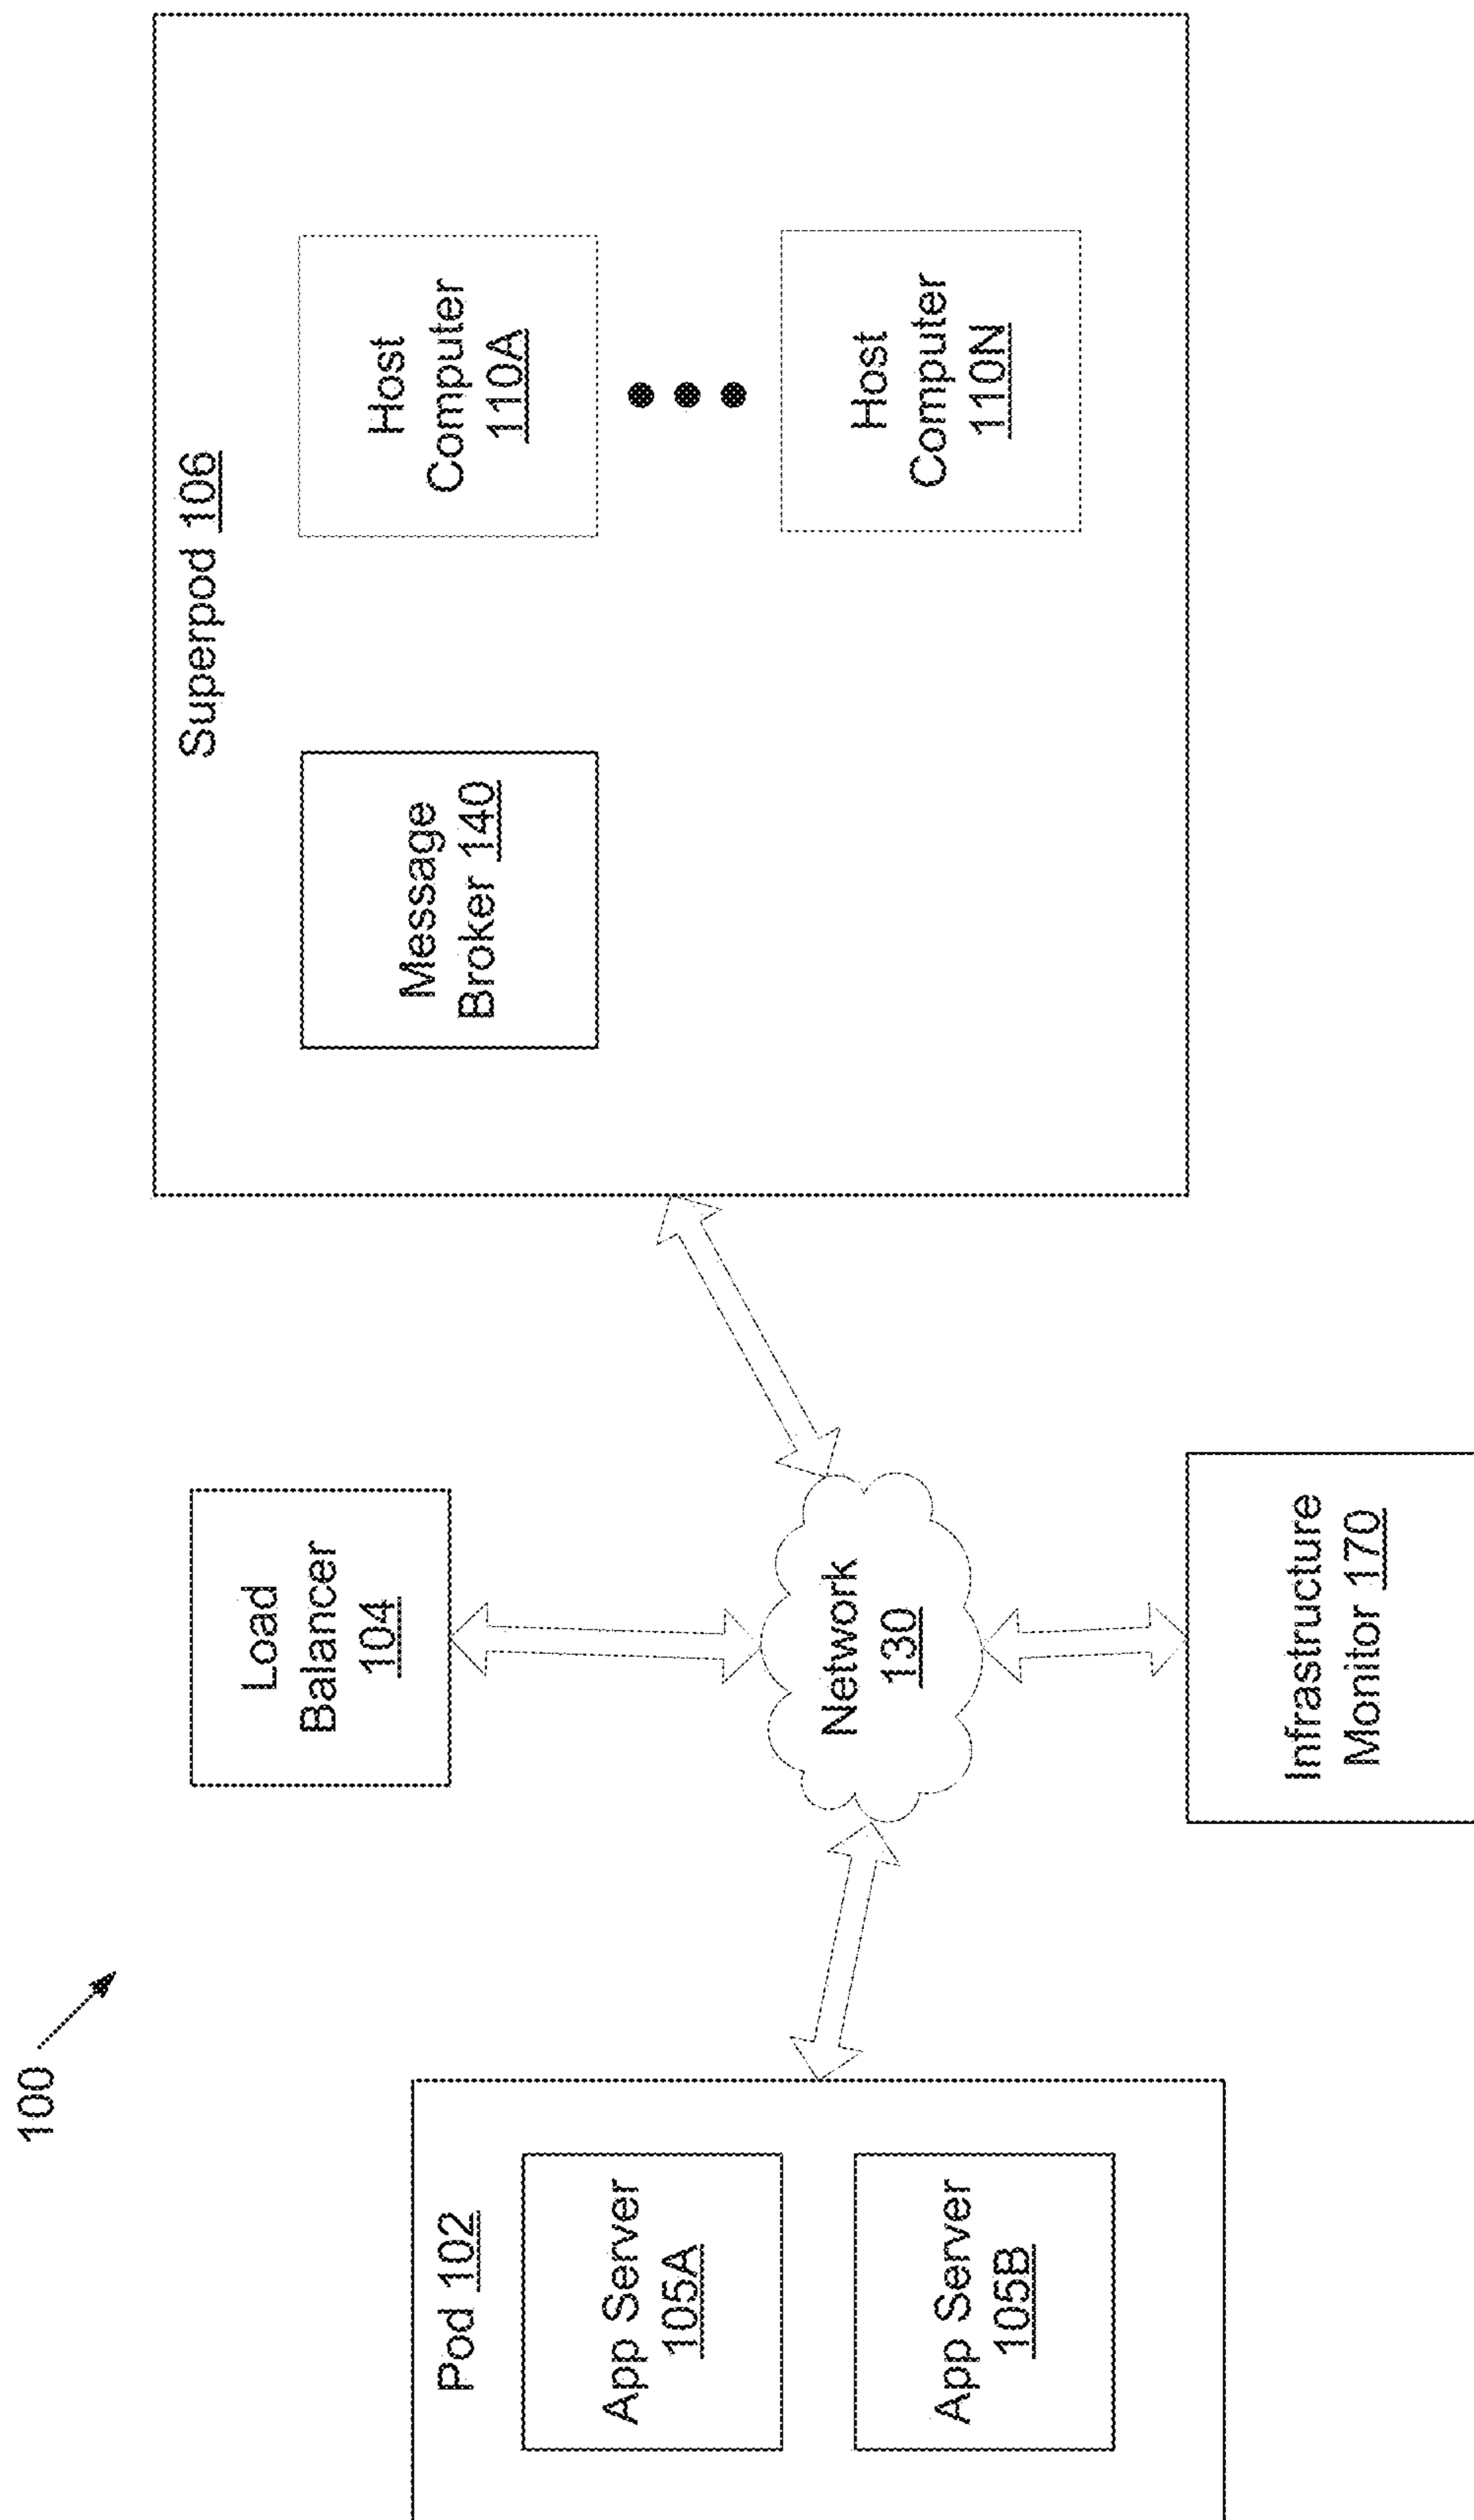 100
Pod 102
App Server
105A
App Server
105B
Load
Balancer
104
Network
130
Infrastructure
Monitor 170
Superpod 106
Message
Broker 140
Host
Computer
110A
Host
Computer
110N